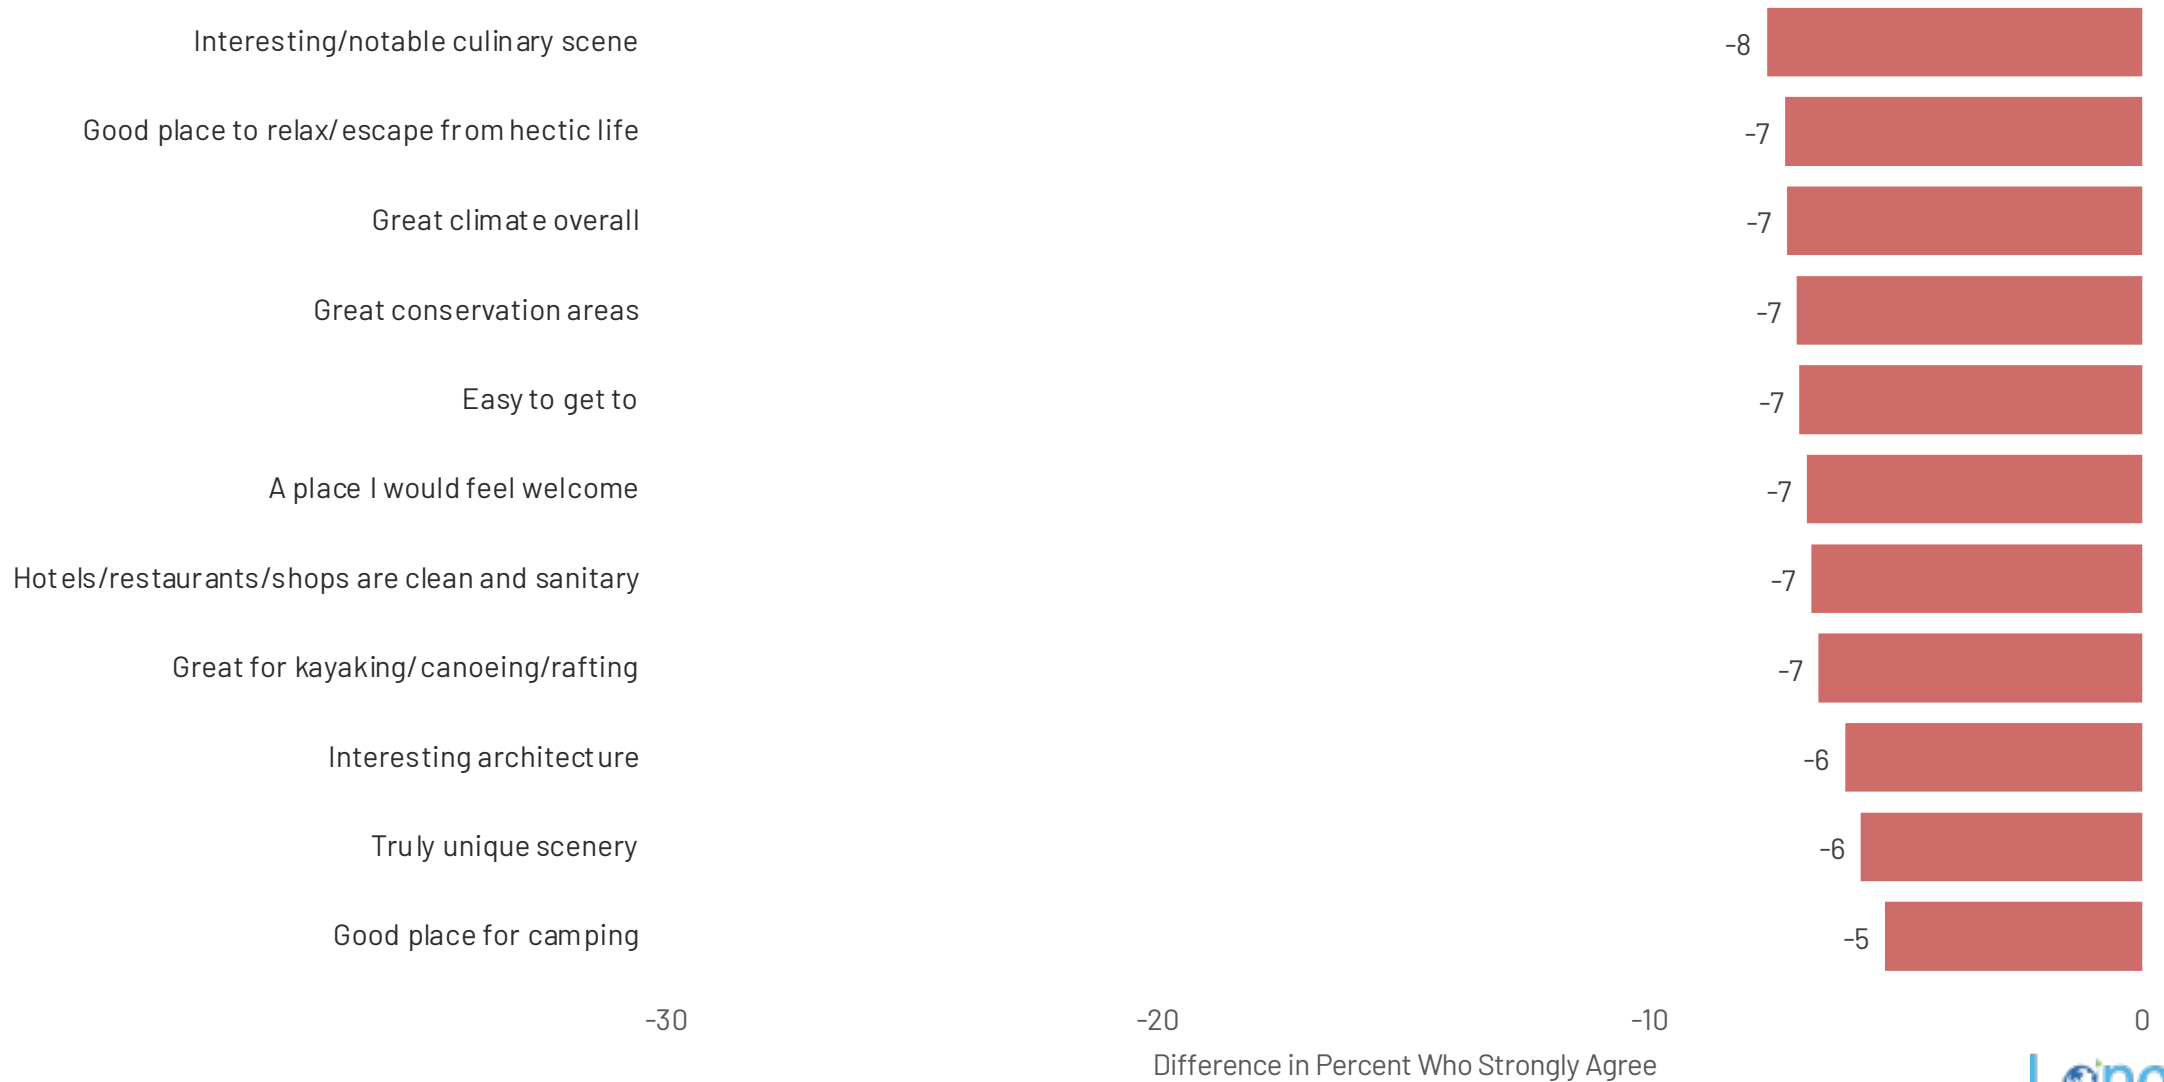 Interesting/notable culinary scene -8
Good place to relax/escape from hectic life -7
Great climate overall -7
Great conservation areas -7
Easy to get to -7
A place I would feel welcome -7
Hotels/restaurants/shops are clean and sanitary -7
Great for kayaking/canoeing/rafting -7
Interesting architecture -6
Truly unique scenery -6
Good place for camping -5
-30 -20 -10 0
Difference in Percent Who Strongly Agree